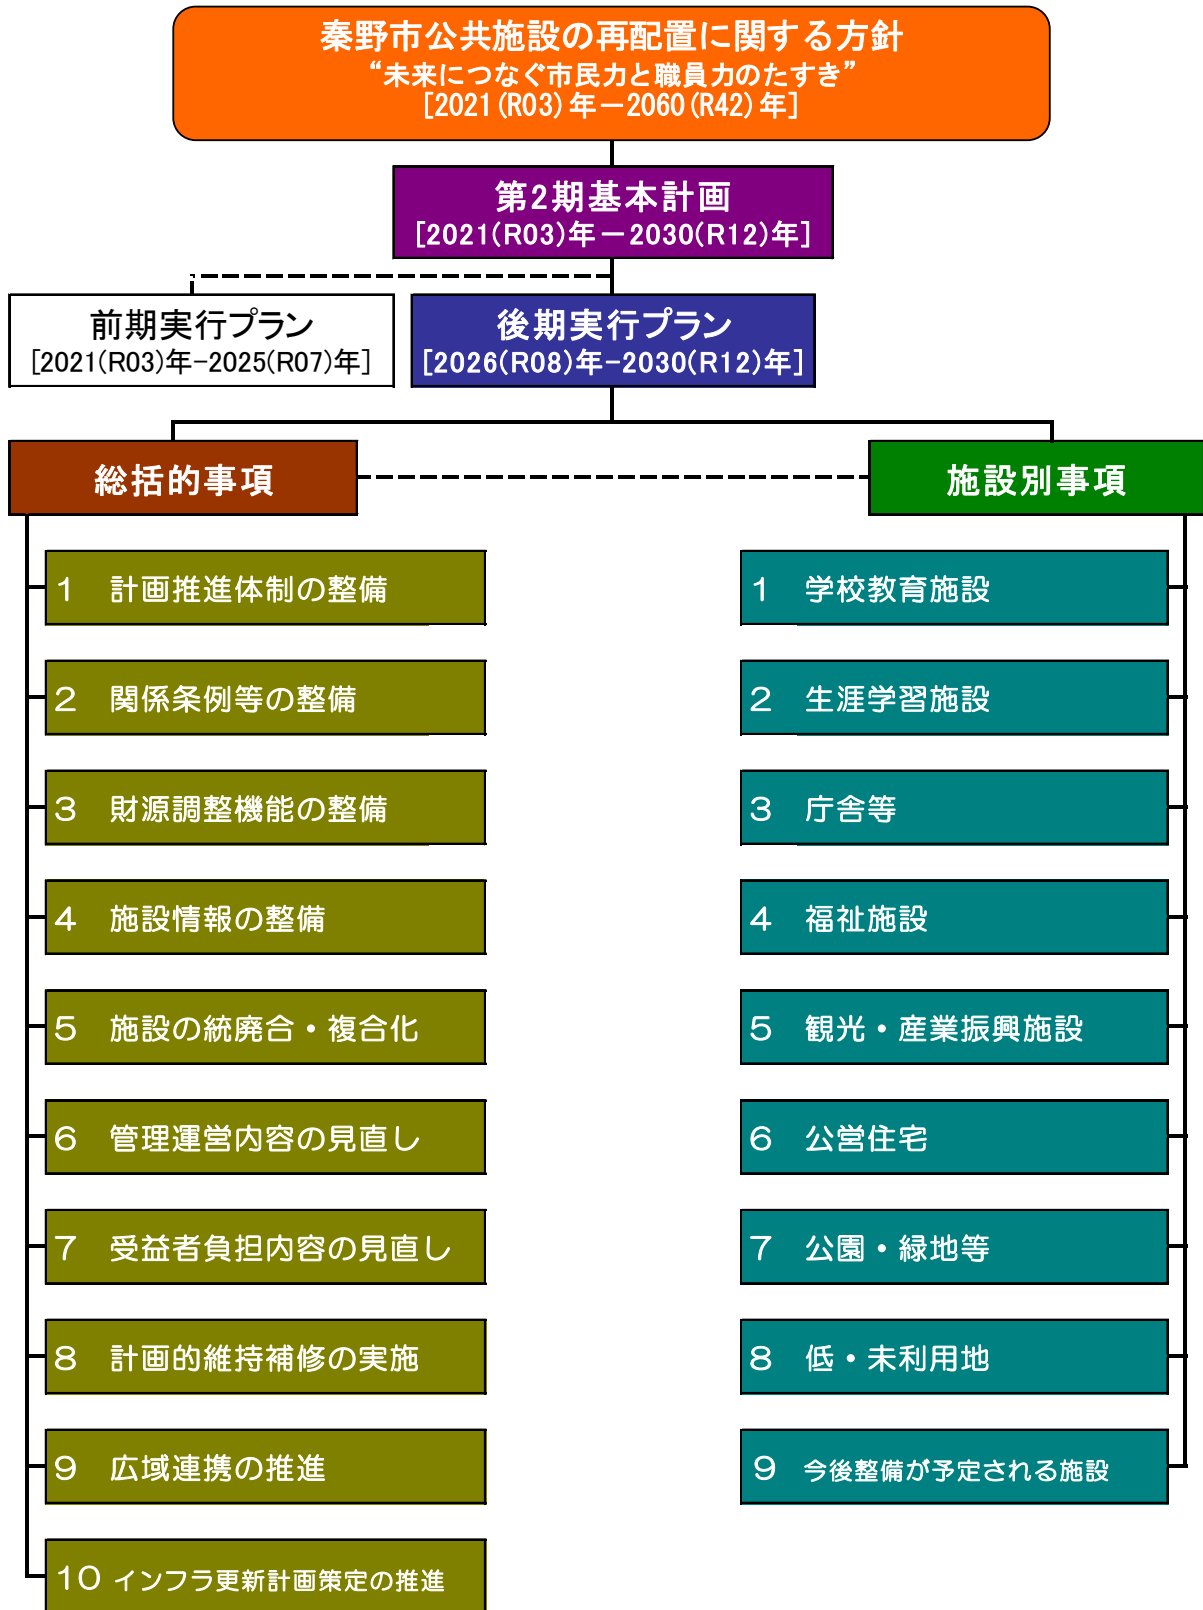 秦野市公共施設の再配置に関する方針
“未来につなぐ市民力と職員力のたすき”
[2021(R03)年－2060(R42)年]
第2期基本計画
[2021(R03)年－2030(R12)年]
前期実行プラン
[2021(R03)年-2025(R07)年]
後期実行プラン
[2026(R08)年-2030(R12)年]
総括的事項
１　計画推進体制の整備
２　関係条例等の整備
３　財源調整機能の整備
４　施設情報の整備
５　施設の統廃合・複合化
６　管理運営内容の見直し
７　受益者負担内容の見直し
８　計画的維持補修の実施
９　広域連携の推進
１０ インフラ更新計画策定の推進
施設別事項
１　学校教育施設
２　生涯学習施設
３　庁舎等
４　福祉施設
５　観光・産業振興施設
６　公営住宅
７　公園・緑地等
８　低・未利用地
９　今後整備が予定される施設